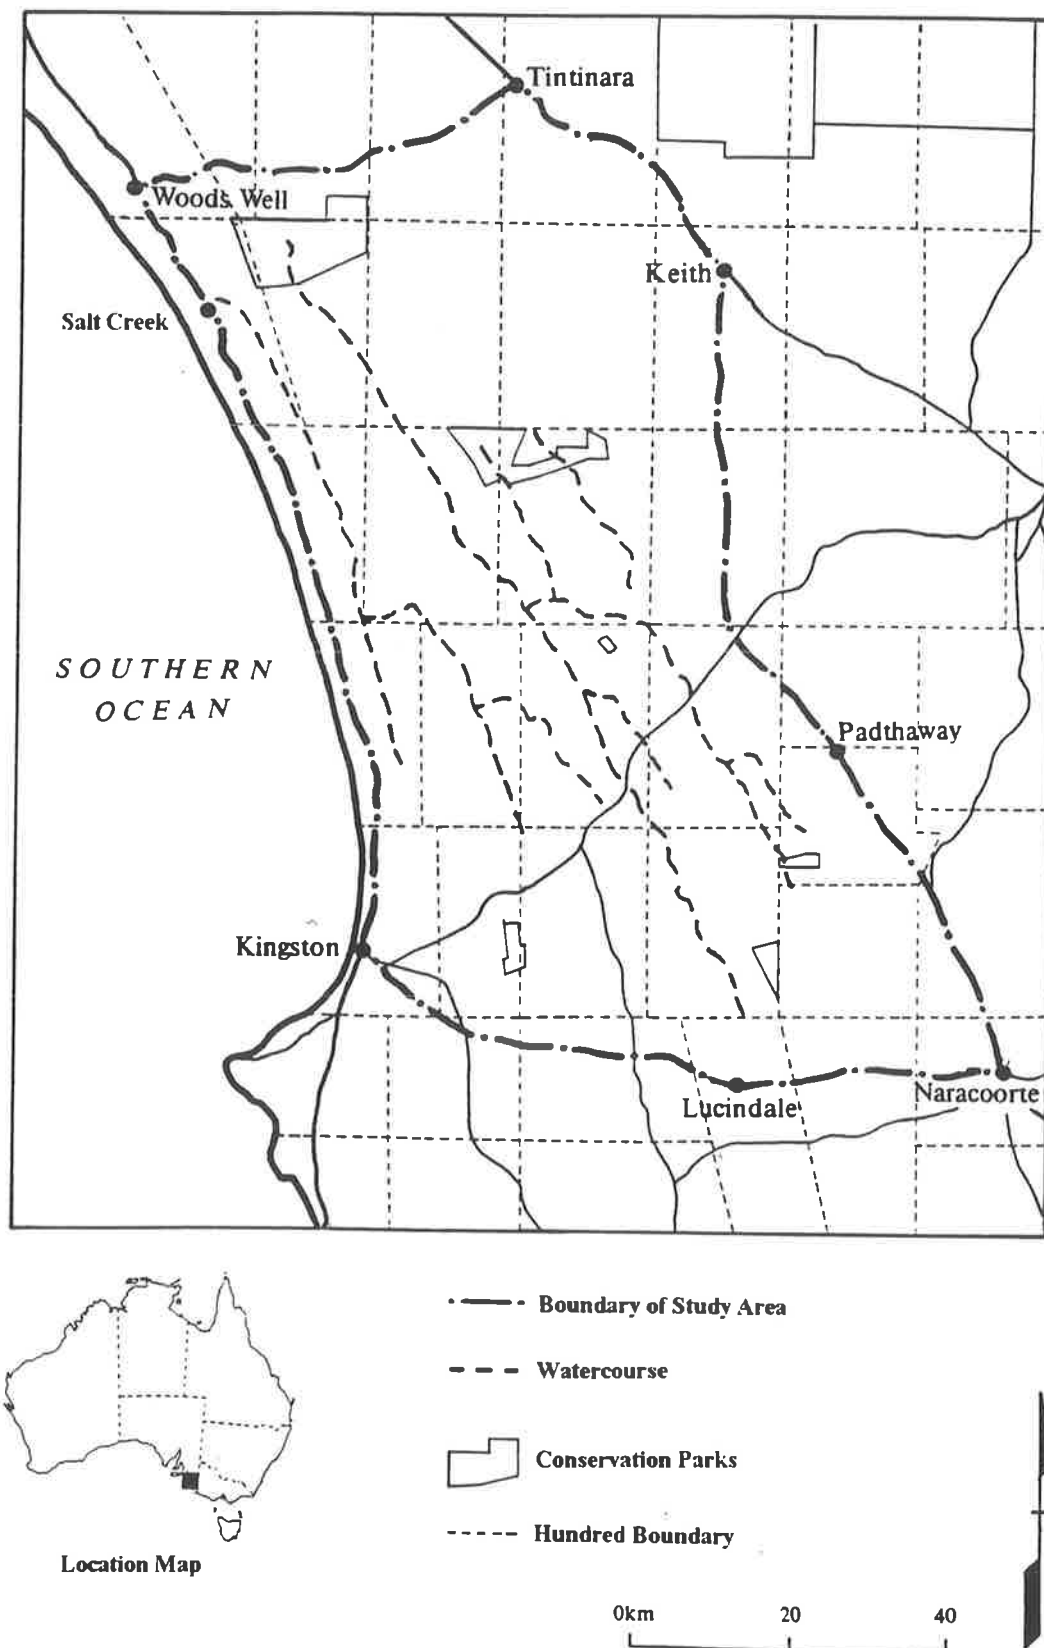 Tintinara
Woods Well
Keith
Salt Creek
SOUTHERN
OCEAN
Padthaway
Kingston
Naracoorte
Lucindale
Boundary of Study Area
Watercourse
Conservation Parks
Hundred Boundary
Location Map
0km 20 40